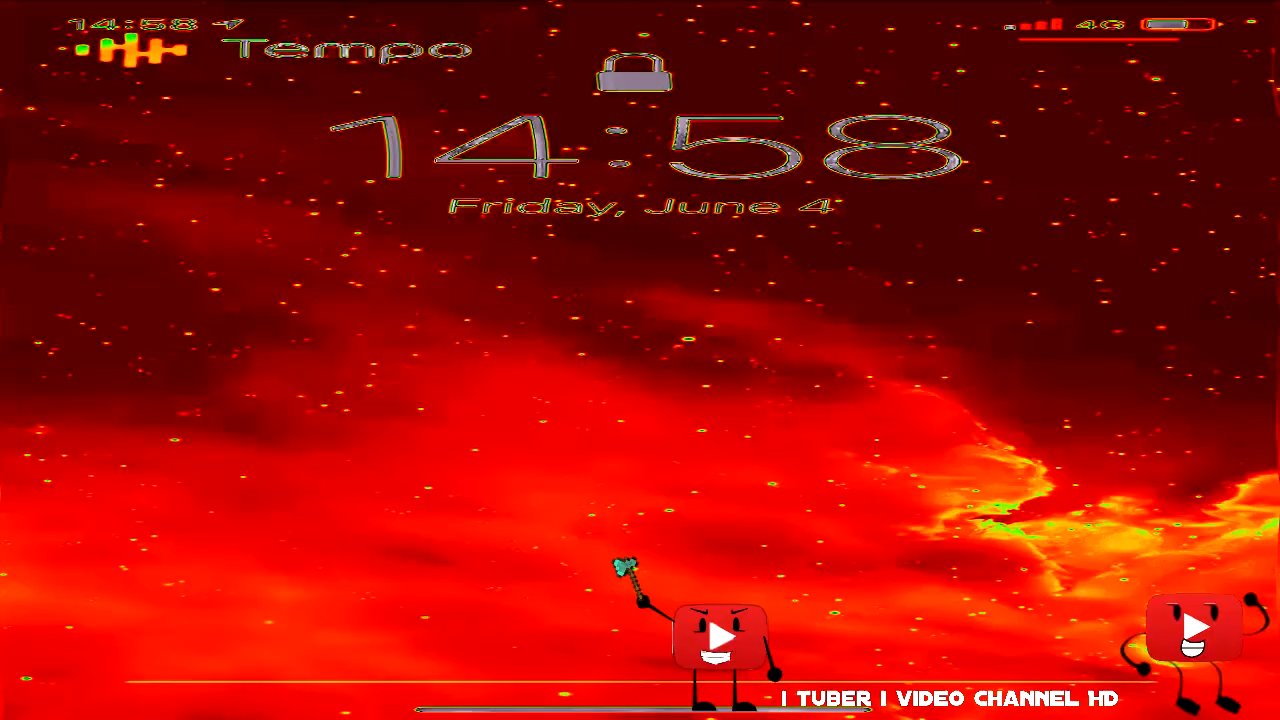 14:58
4G
Tempo
14:58
Friday, June 4
I TUBER I VIDEO CHANNEL HD